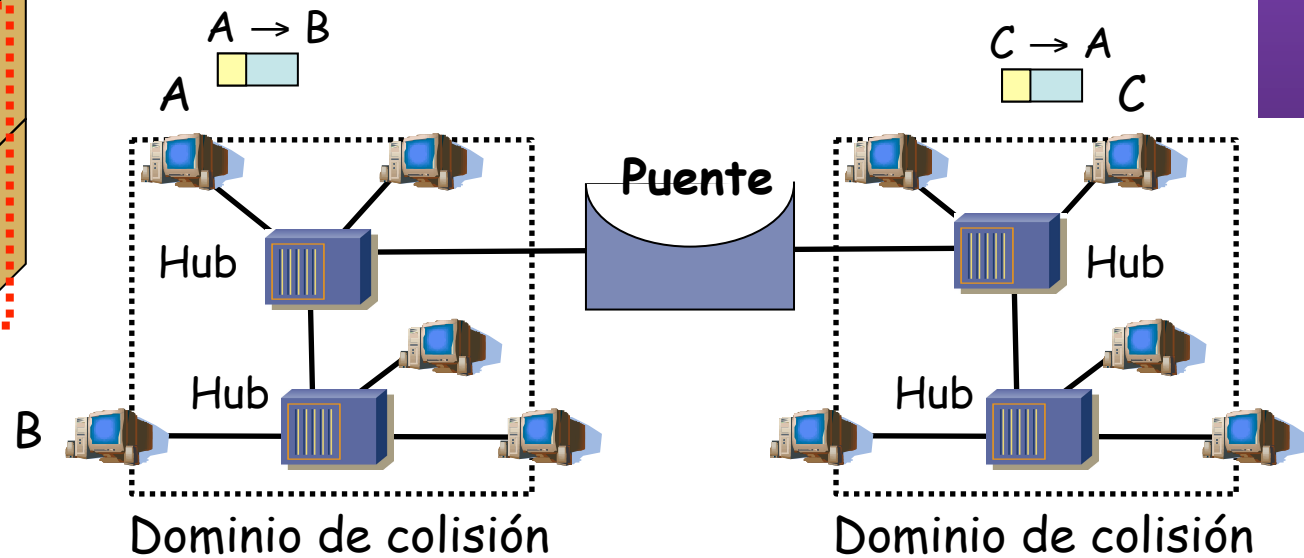 A → B
C → A
A
C
Puente
Hub
Hub
Hub
Hub
B
Dominio de colisión
Dominio de colisión